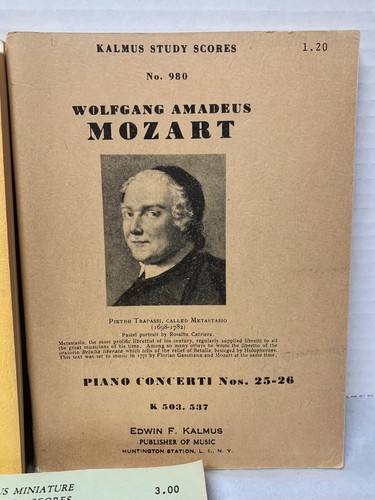 KALMUS STUDY SCORES 1.20
No. 980
WOLFGANG AMADEUS
MOZART
PIETRO TRAPASSI, CALLED METASTASIO
(1698-1782)
Pastel portrait by Rosalba Carriera.
Metastasio, the most prolific librettist of his century, regularly supplied libretti to all
the great musicians of his time. Among so many others he wrote the libretto of the
oratorio Betulia liberata which tells of the relief of Betulia, besieged by Holophernes.
This text was set to music in 1771 by Florian Gassmann and Mozart at the same time.
PIANO CONCERTI Nos. 25-26
K 503, 537
EDWIN F. KALMUS
PUBLISHER OF MUSIC
HUNTINGTON STATION, L. I., N. Y.
US MINIATURE 3.00
SCORES